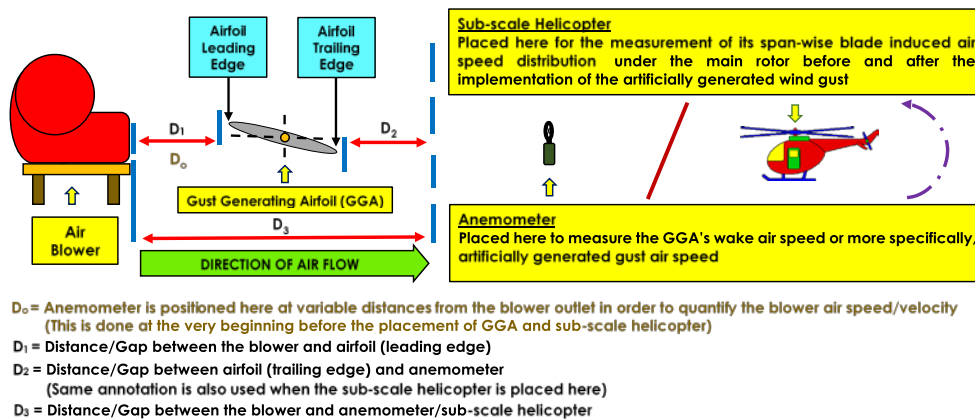 Airfoil
Leading
Edge
Airfoil
Trailing
Edge
Sub-scale Helicopter
Placed here for the measurement of its span-wise blade induced air
speed distribution under the main rotor before and after the
implementation of the artificially generated wind gust
D₁
D₂
Dₒ
Gust Generating Airfoil (GGA)
D₃
Air
Blower
Anemometer
Placed here to measure the GGA's wake air speed or more specifically,
artificially generated gust air speed
DIRECTION OF AIR FLOW
Dₒ = Anemometer is positioned here at variable distances from the blower outlet in order to quantify the blower air speed/velocity
(This is done at the very beginning before the placement of GGA and sub-scale helicopter)
D₁ = Distance/Gap between the blower and airfoil (leading edge)
D₂ = Distance/Gap between airfoil (trailing edge) and anemometer
(Same annotation is also used when the sub-scale helicopter is placed here)
D₃ = Distance/Gap between the blower and anemometer/sub-scale helicopter